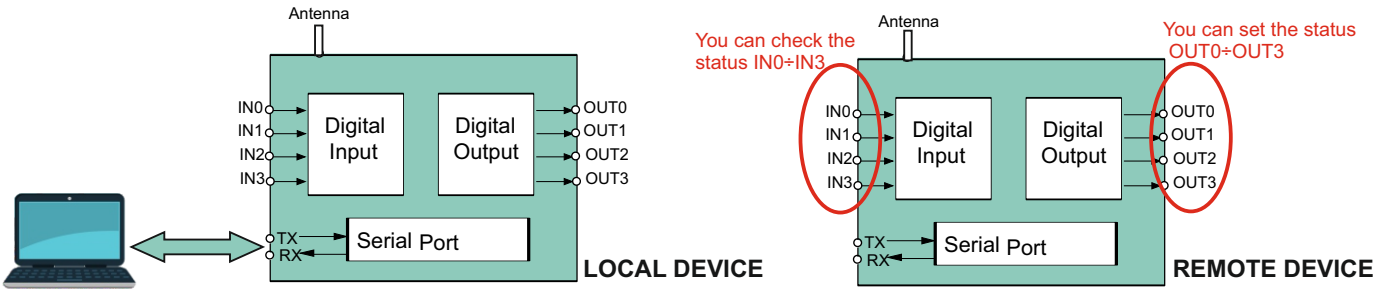 Antenna
IN0
IN1
IN2
IN3
Digital
Input
Digital
Output
OUT0
OUT1
OUT2
OUT3
TX
RX
Serial Port
LOCAL DEVICE
Antenna
You can check the
status IN0÷IN3
You can set the status
OUT0÷OUT3
IN0
IN1
IN2
IN3
Digital
Input
Digital
Output
OUT0
OUT1
OUT2
OUT3
TX
RX
Serial Port
REMOTE DEVICE